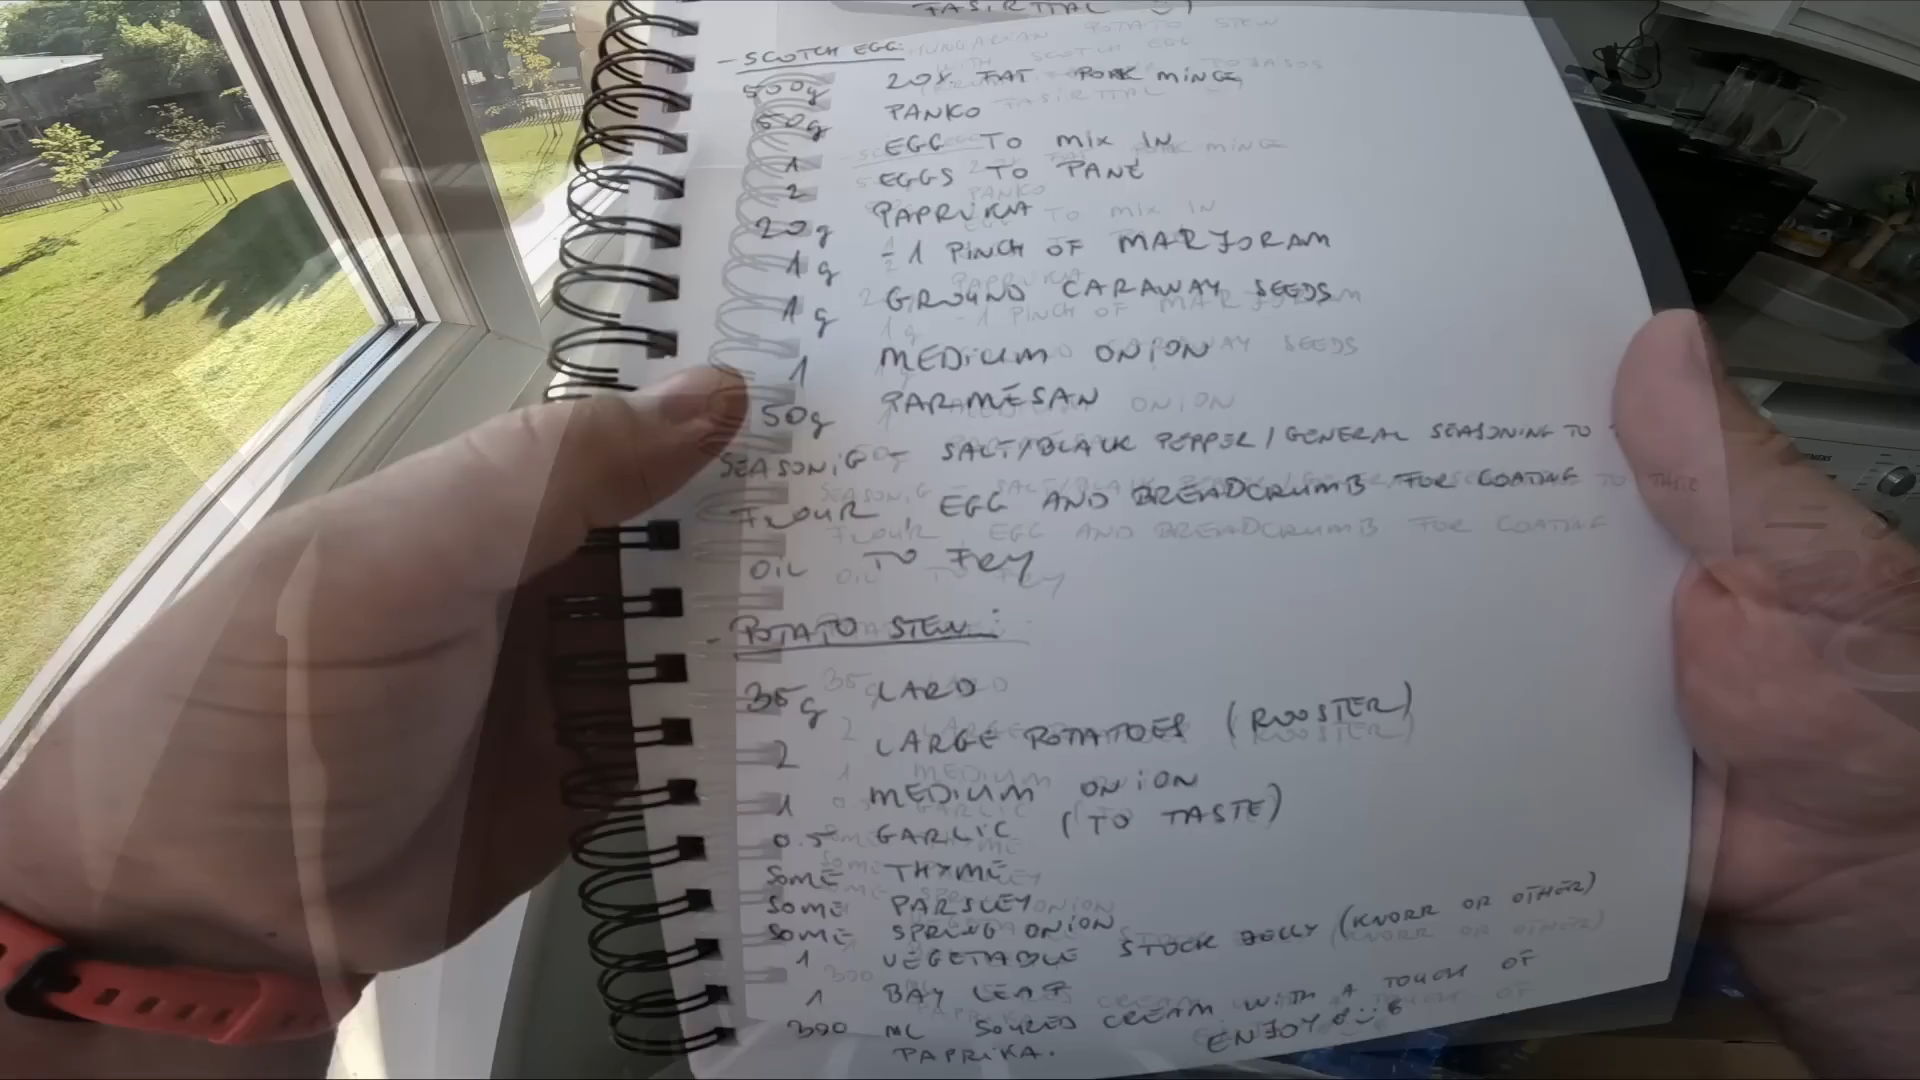 FASIRTTAL
- SCOTCH EGG:
500g 20% FAT PORK MINCE
50g PANKO
1 EGG TO MIX IN
2 EGGS TO PANÉ
20g PAPRIKA
1g - 1 PINCH OF MARJORAM
1g GROUND CARAWAY SEEDS
1 MEDIUM ONION
50g PARMESAN
SEASONIG - SALT/BLACK PEPPER/GENERAL SEASONING TO
FLOUR, EGG AND BREADCRUMB FOR COATING
OIL TO FRY
- POTATO STEW:
35g LARD
2 LARGE POTATOES (ROOSTER)
1 MEDIUM ONION
0.5 GARLIC (TO TASTE)
SOME THYME
SOME PARSLEY
SOME SPRING ONION
1 VEGETABLE STOCK JELLY (KNORR OR OTHER)
1 BAY LEAF
300 ML SOURED CREAM WITH A TOUCH OF
PAPRIKA. ENJOY